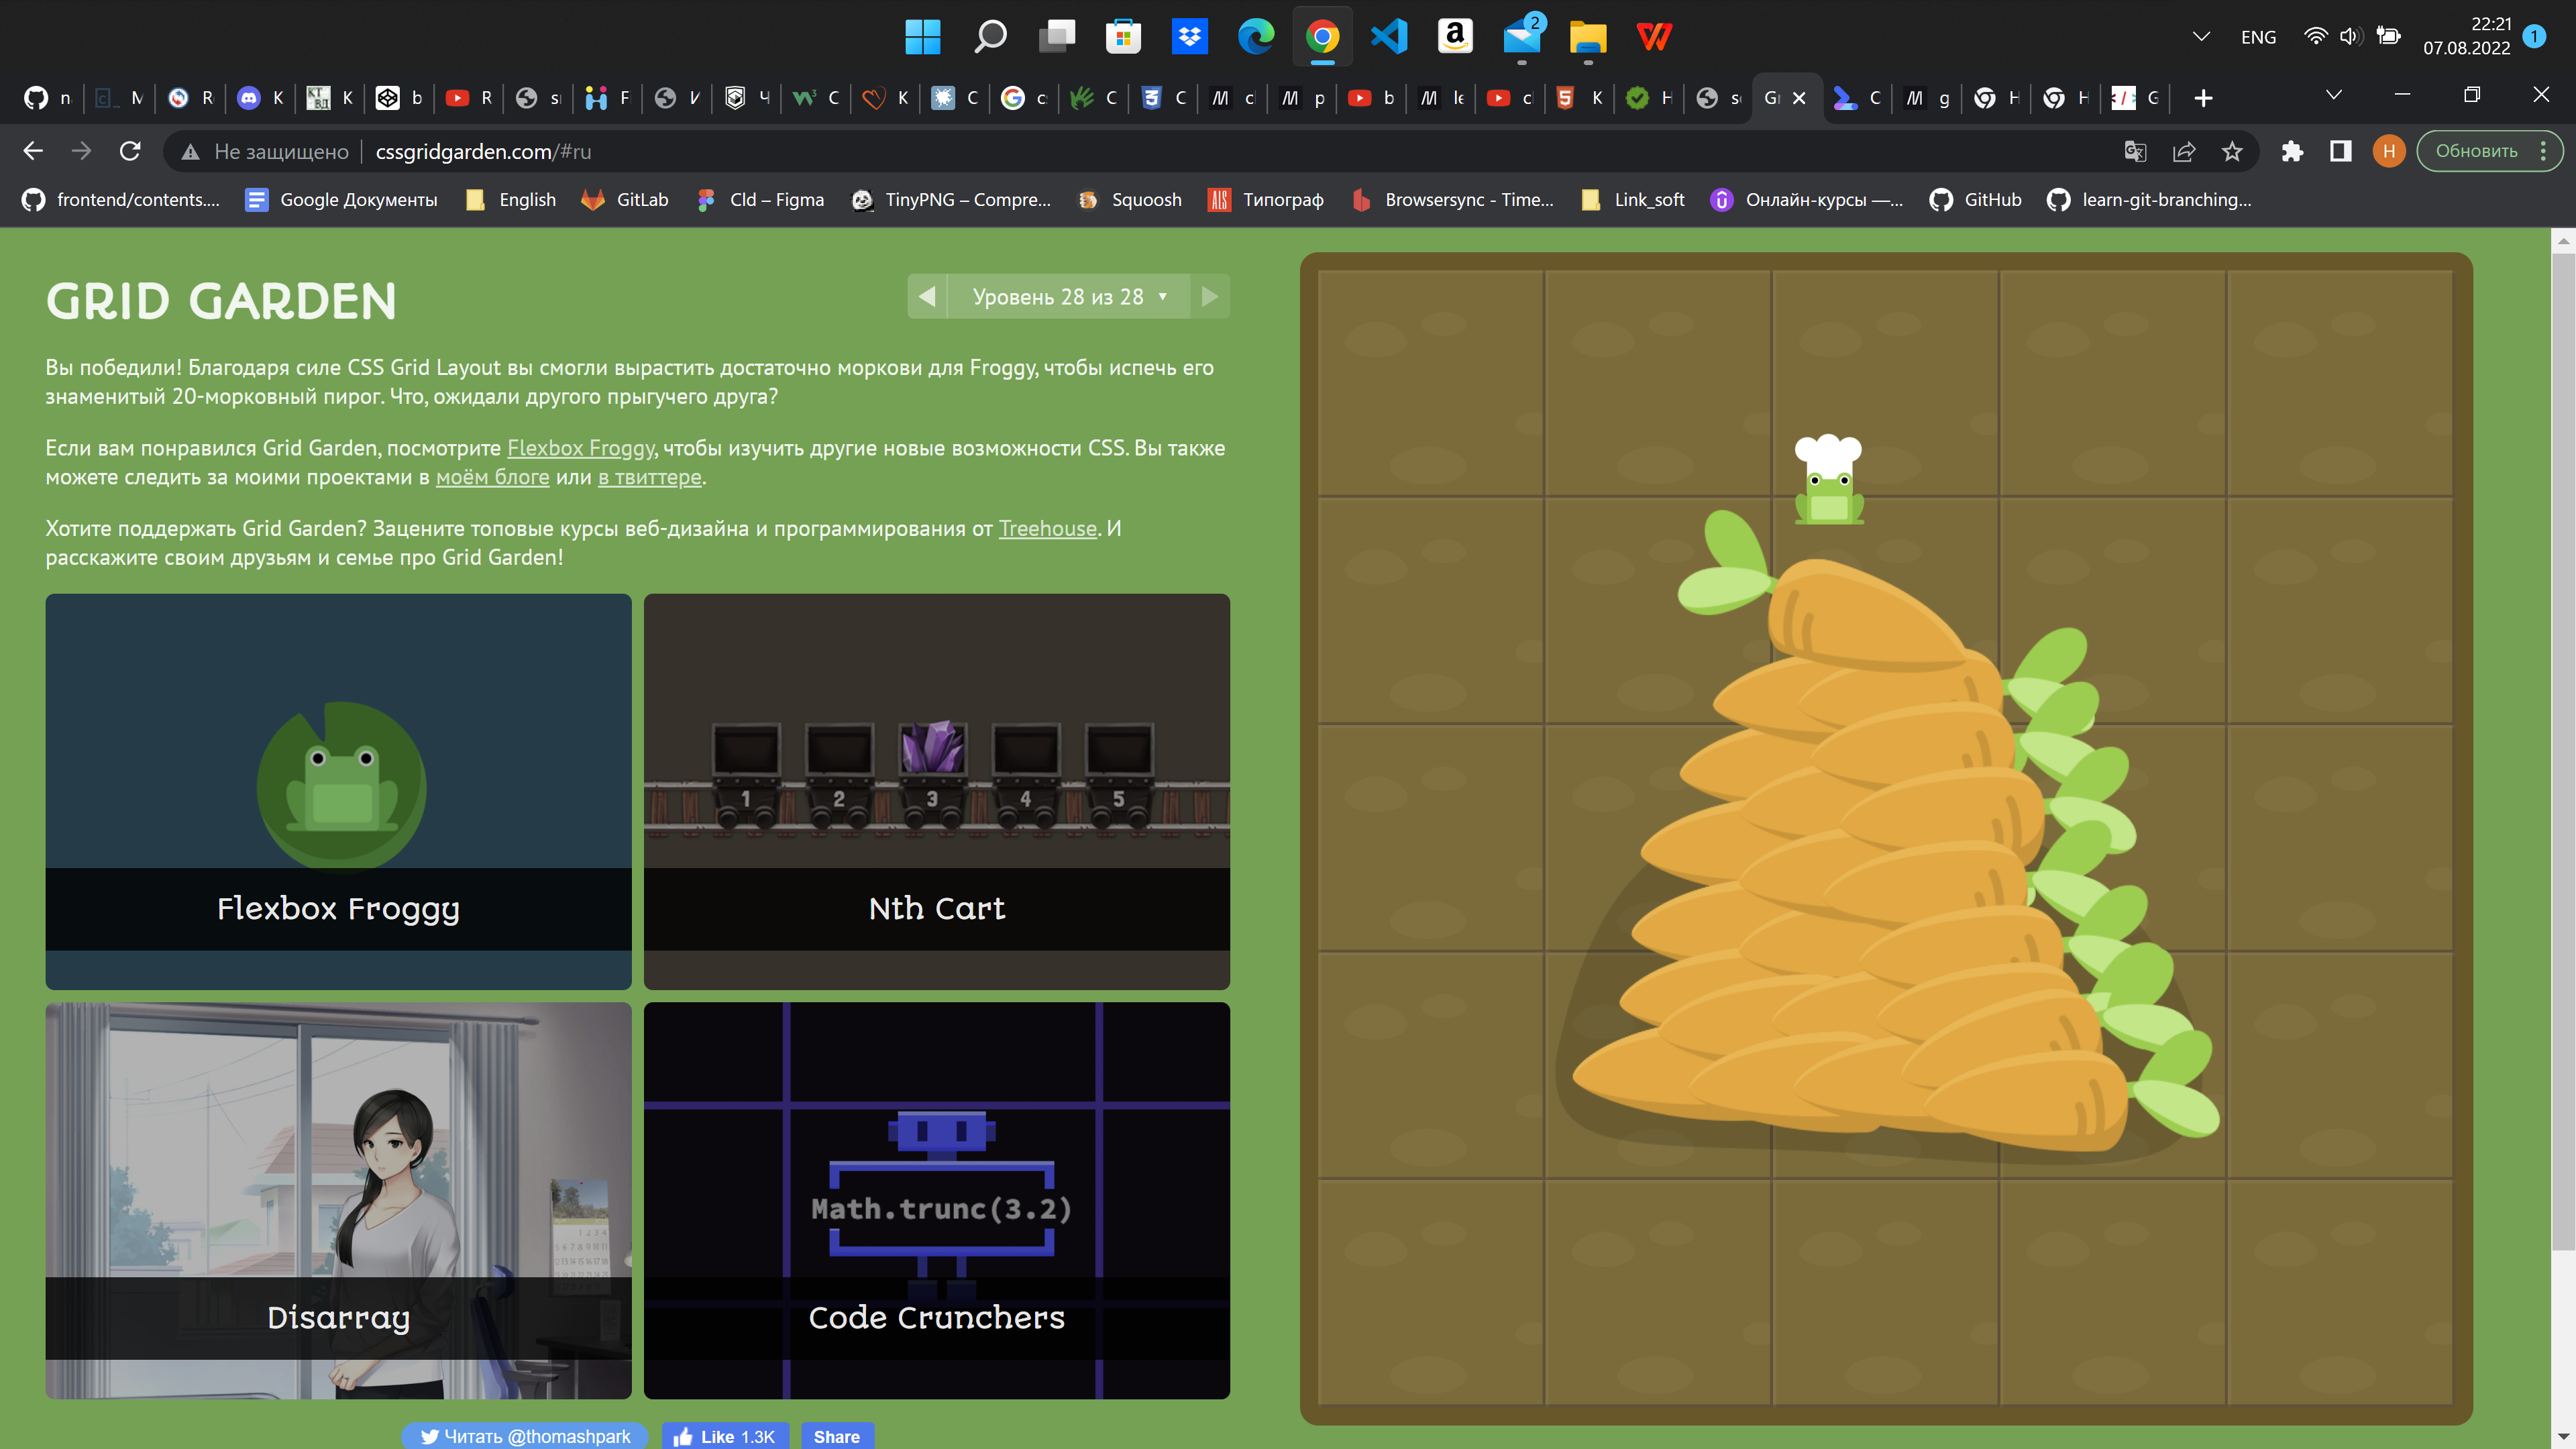 2
22:21
ENG
07.08.2022
1
n M R K K b R s F V Ч C K C C C C M cl M p b M le cl K H s Gr C M g H H G
Не защищено cssgridgarden.com/#ru
Обновить
H
frontend/contents.... Google Документы English GitLab Cld – Figma TinyPNG – Compre... Squoosh Типограф Browsersync - Time... Link_soft Онлайн-курсы —... GitHub learn-git-branching...
GRID GARDEN
Уровень 28 из 28
Вы победили! Благодаря силе CSS Grid Layout вы смогли вырастить достаточно моркови для Froggy, чтобы испечь его
знаменитый 20-морковный пирог. Что, ожидали другого прыгучего друга?
Если вам понравился Grid Garden, посмотрите Flexbox Froggy, чтобы изучить другие новые возможности CSS. Вы также
можете следить за моими проектами в моём блоге или в твиттере.
Хотите поддержать Grid Garden? Зацените топовые курсы веб-дизайна и программирования от Treehouse. И
расскажите своим друзьям и семье про Grid Garden!
1 2 3 4 5
Flexbox Froggy
Nth Cart
Math.trunc(3.2)
Disarray
Code Crunchers
Читать @thomashpark
Like 1.3K
Share